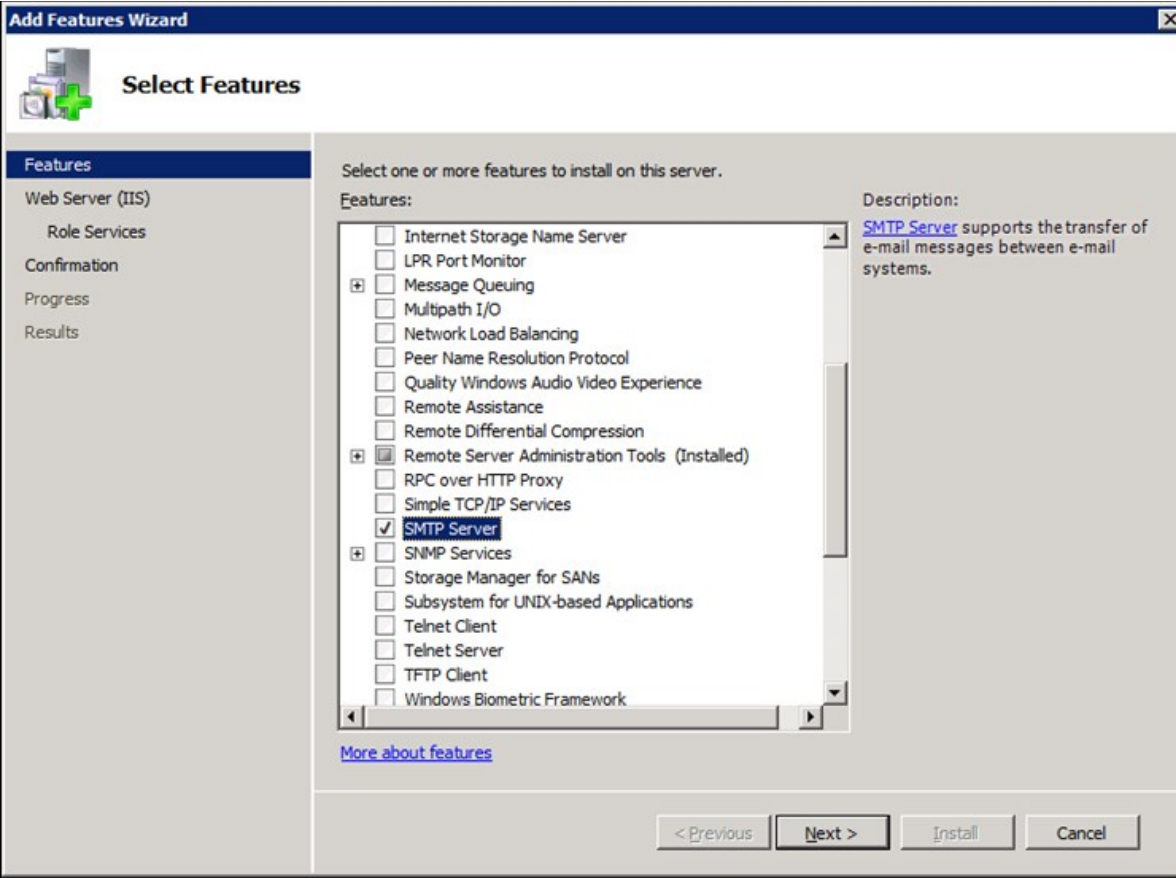 Add Features Wizard
Select Features
Features
Web Server (IIS)
Role Services
Confirmation
Progress
Results
Select one or more features to install on this server.
Features:
Internet Storage Name Server
LPR Port Monitor
Message Queuing
Multipath I/O
Network Load Balancing
Peer Name Resolution Protocol
Quality Windows Audio Video Experience
Remote Assistance
Remote Differential Compression
Remote Server Administration Tools (Installed)
RPC over HTTP Proxy
Simple TCP/IP Services
SMTP Server
SNMP Services
Storage Manager for SANs
Subsystem for UNIX-based Applications
Telnet Client
Telnet Server
TFTP Client
Windows Biometric Framework
More about features
Description:
SMTP Server supports the transfer of
e-mail messages between e-mail
systems.
< Previous
Next >
Install
Cancel